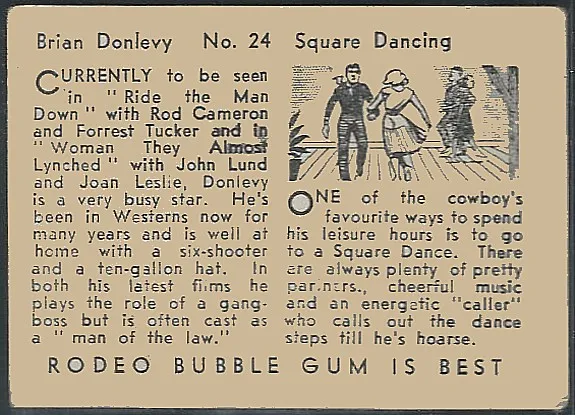 Brian Donlevy No. 24
CURRENTLY to be seen
in "Ride the Man
Down" with Rod Cameron
and Forrest Tucker and in
"Woman They Almost
Lynched" with John Lund
and Joan Leslie, Donlevy
is a very busy star. He's
been in Westerns now for
many years and is well at
home with a six-shooter
and a ten-gallon hat. In
both his latest films he
plays the role of a gang-
boss but is often cast as
a "man of the law."
Square Dancing
ONE of the cowboy's
favourite ways to spend
his leisure hours is to go
to a Square Dance. There
are always plenty of pretty
partners., cheerful music
and an energetic "caller"
who calls out the dance
steps till he's hoarse.
RODEO BUBBLE GUM IS BEST